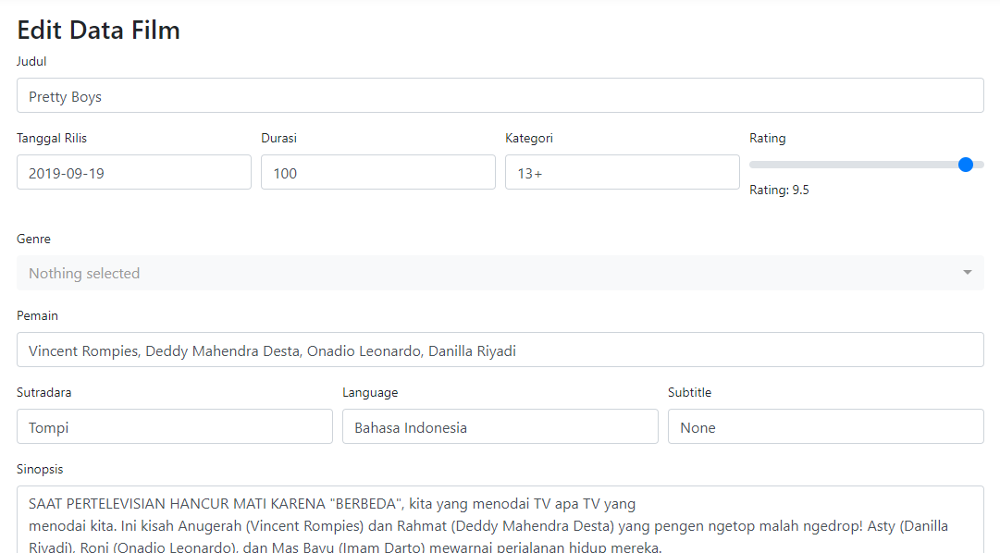 Edit Data Film
Judul
Pretty Boys
Tanggal Rilis
Durasi
Kategori
Rating
2019-09-19
100
13+
Rating: 9.5
Genre
Nothing selected
Pemain
Vincent Rompies, Deddy Mahendra Desta, Onadio Leonardo, Danilla Riyadi
Sutradara
Language
Subtitle
Tompi
Bahasa Indonesia
None
Sinopsis
SAAT PERTELEVISIAN HANCUR MATI KARENA "BERBEDA", kita yang menodai TV apa TV yang
menodai kita. Ini kisah Anugerah (Vincent Rompies) dan Rahmat (Deddy Mahendra Desta) yang pengen ngetop malah ngedrop! Asty (Danilla
Riyadi), Roni (Onadio Leonardo), dan Mas Bayu (Imam Darto) mewarnai perjalanan hidup mereka.